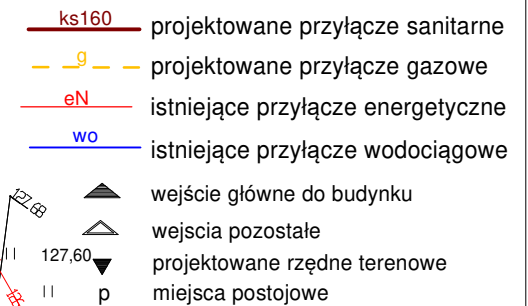 ks160 projektowane przyłącze sanitarne
g projektowane przyłącze gazowe
eN istniejące przyłącze energetyczne
wo istniejące przyłącze wodociągowe
127,68
wejście główne do budynku
wejscia pozostałe
127,60 projektowane rzędne terenowe
p miejsca postojowe